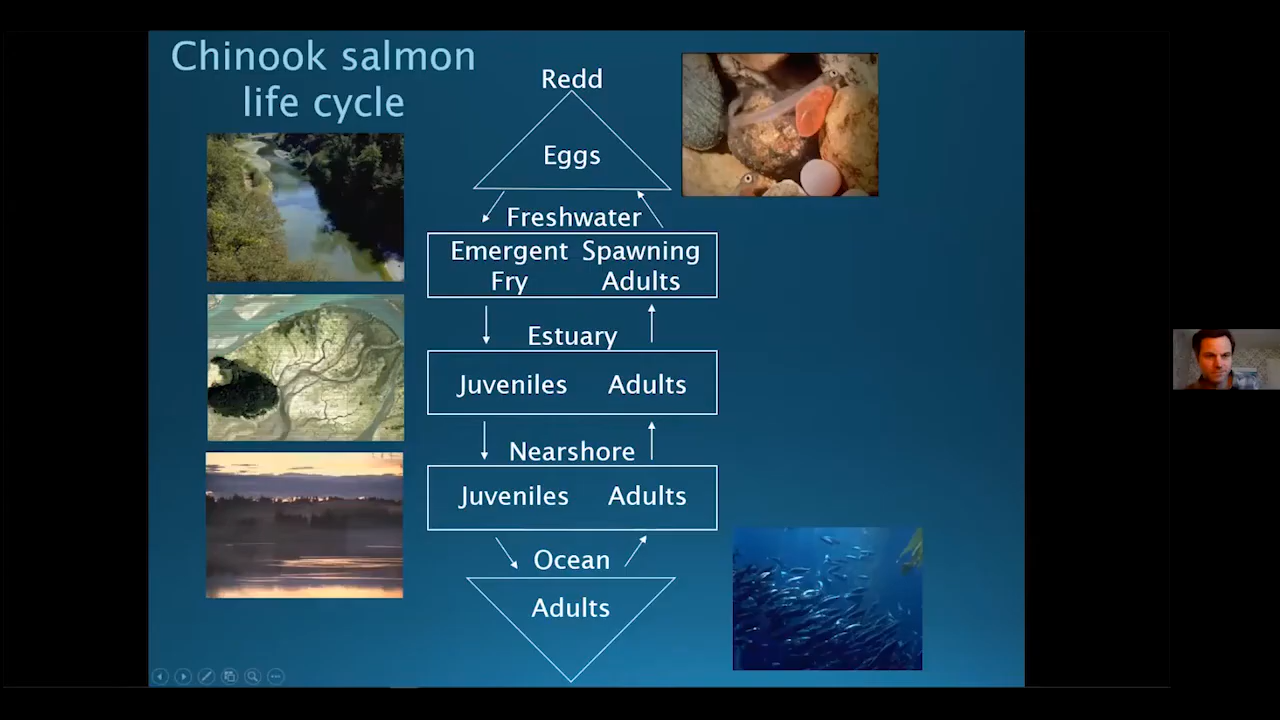 Chinook salmon
life cycle
Redd
Eggs
Freshwater
Emergent Spawning
Fry Adults
Estuary
Juveniles Adults
Nearshore
Juveniles Adults
Ocean
Adults